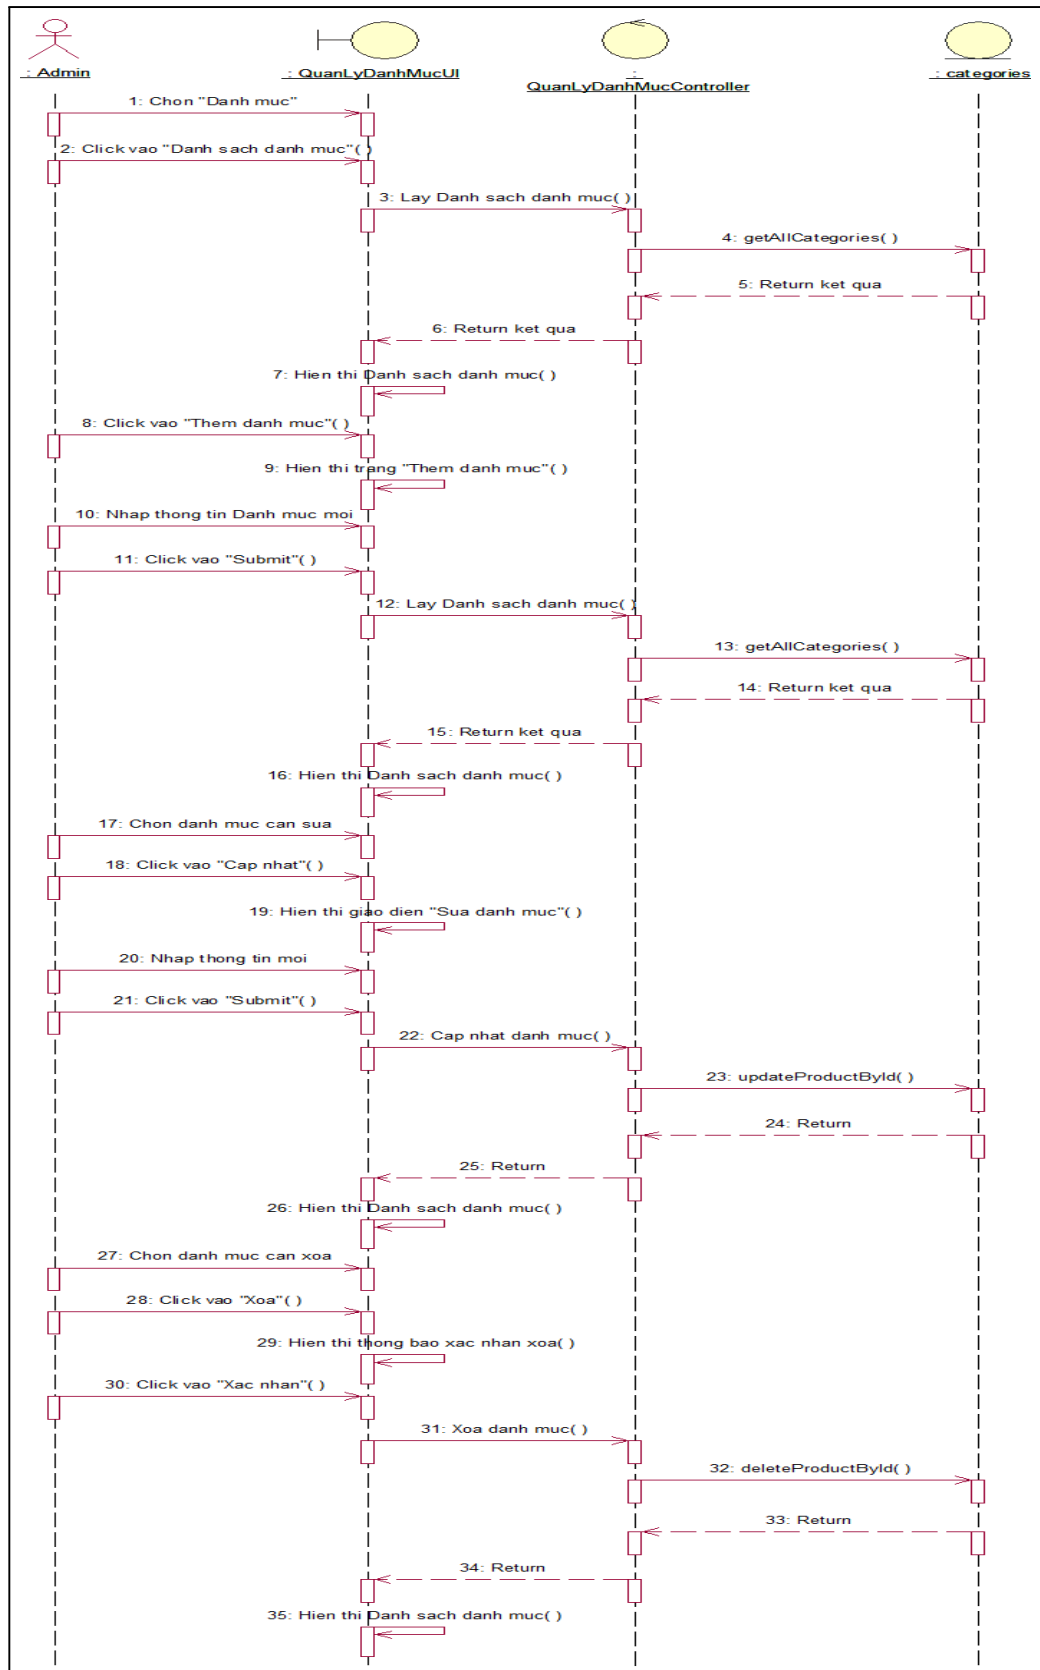 : Admin
: QuanLyDanhMucUI
:
QuanLyDanhMucController
: categories
1: Chon "Danh muc"
2: Click vao "Danh sach danh muc"( )
3: Lay Danh sach danh muc( )
4: getAllCategories( )
5: Return ket qua
6: Return ket qua
7: Hien thi Danh sach danh muc( )
8: Click vao "Them danh muc"( )
9: Hien thi trang "Them danh muc"( )
10: Nhap thong tin Danh muc moi
11: Click vao "Submit"( )
12: Lay Danh sach danh muc( )
13: getAllCategories( )
14: Return ket qua
15: Return ket qua
16: Hien thi Danh sach danh muc( )
17: Chon danh muc can sua
18: Click vao "Cap nhat"( )
19: Hien thi giao dien "Sua danh muc"( )
20: Nhap thong tin moi
21: Click vao "Submit"( )
22: Cap nhat danh muc( )
23: updateProductById( )
24: Return
25: Return
26: Hien thi Danh sach danh muc( )
27: Chon danh muc can xoa
28: Click vao "Xoa"( )
29: Hien thi thong bao xac nhan xoa( )
30: Click vao "Xac nhan"( )
31: Xoa danh muc( )
32: deleteProductById( )
33: Return
34: Return
35: Hien thi Danh sach danh muc( )